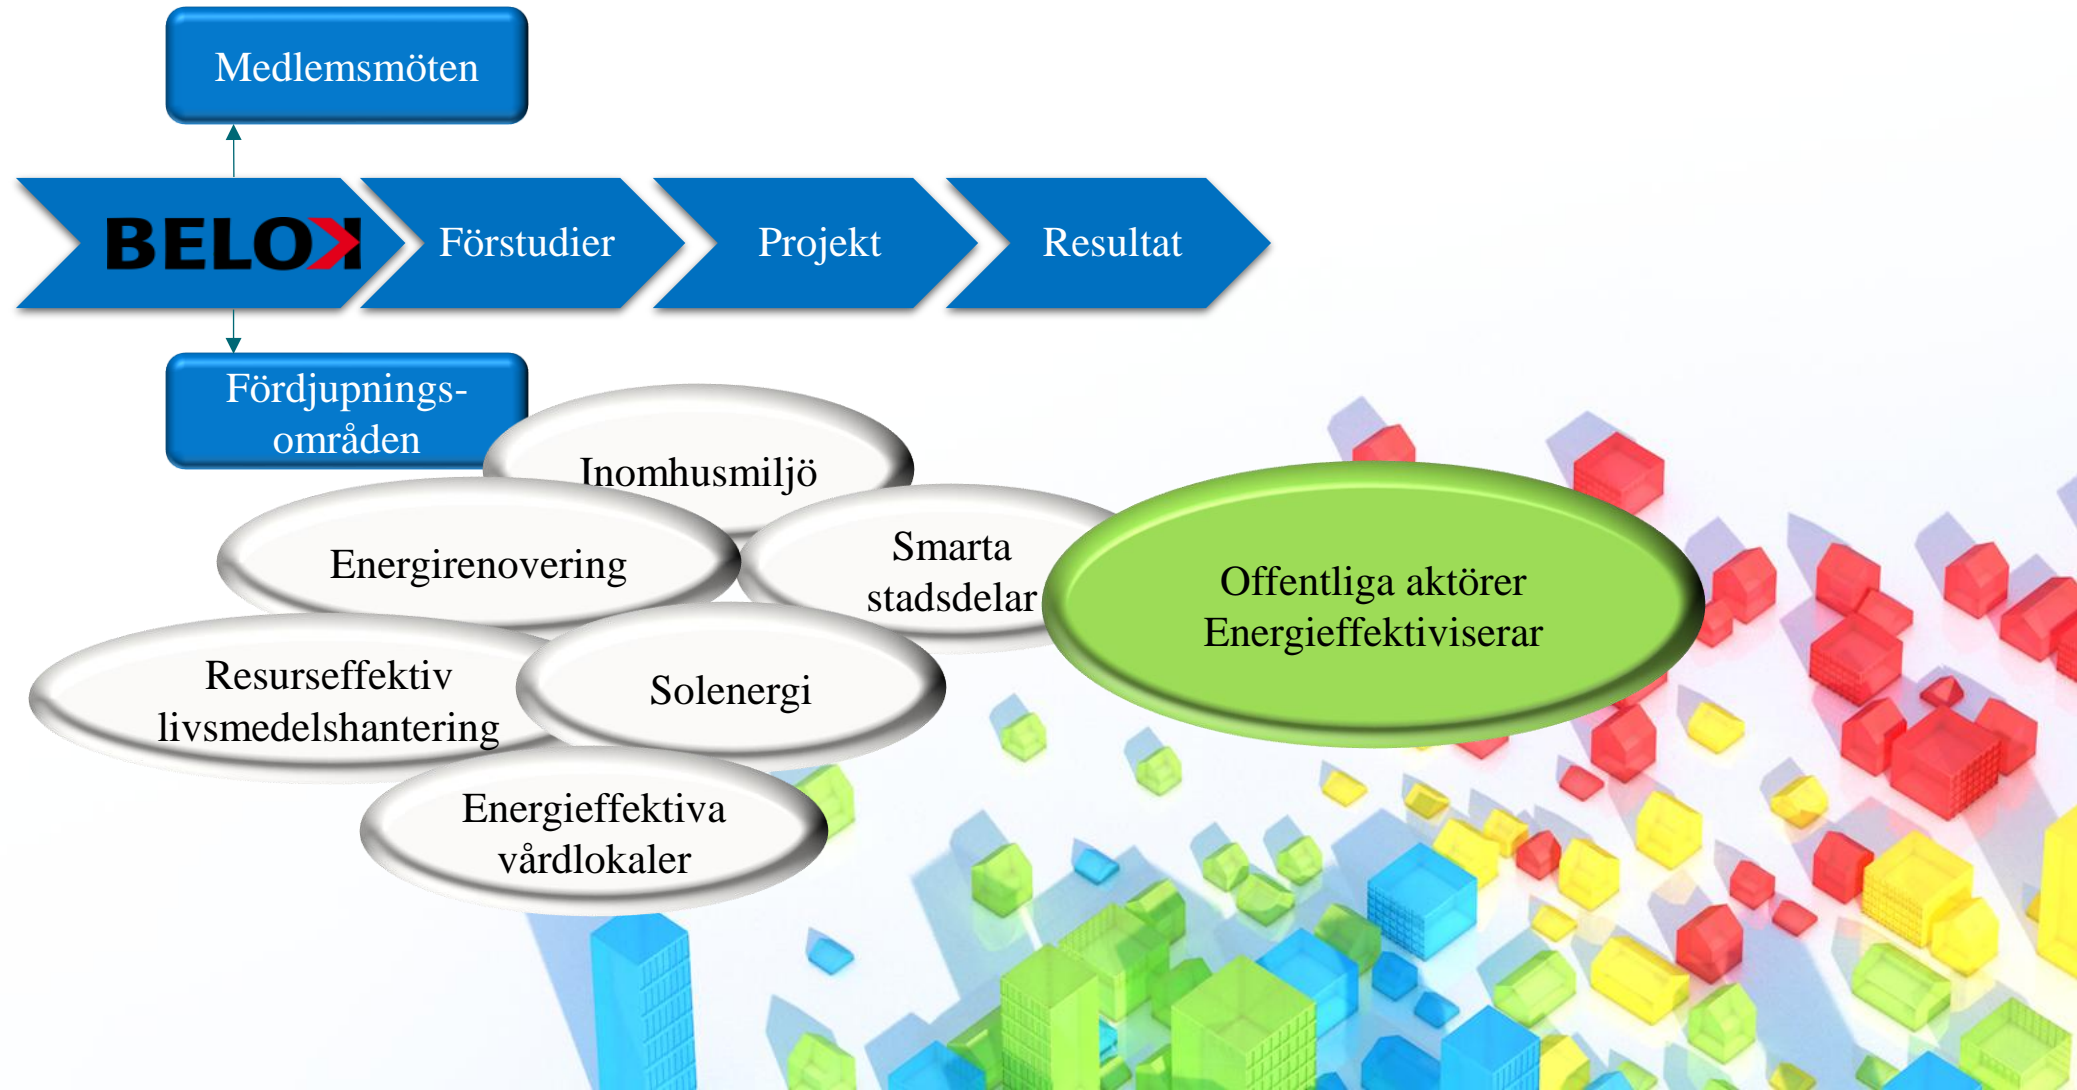 Medlemsmöten
BELOK
Förstudier
Projekt
Resultat
Fördjupnings-
områden
Inomhusmiljö
Energirenovering
Smarta
stadsdelar
Offentliga aktörer
Energieffektiviserar
Resurseffektiv
livsmedelshantering
Solenergi
Energieffektiva
vårdlokaler